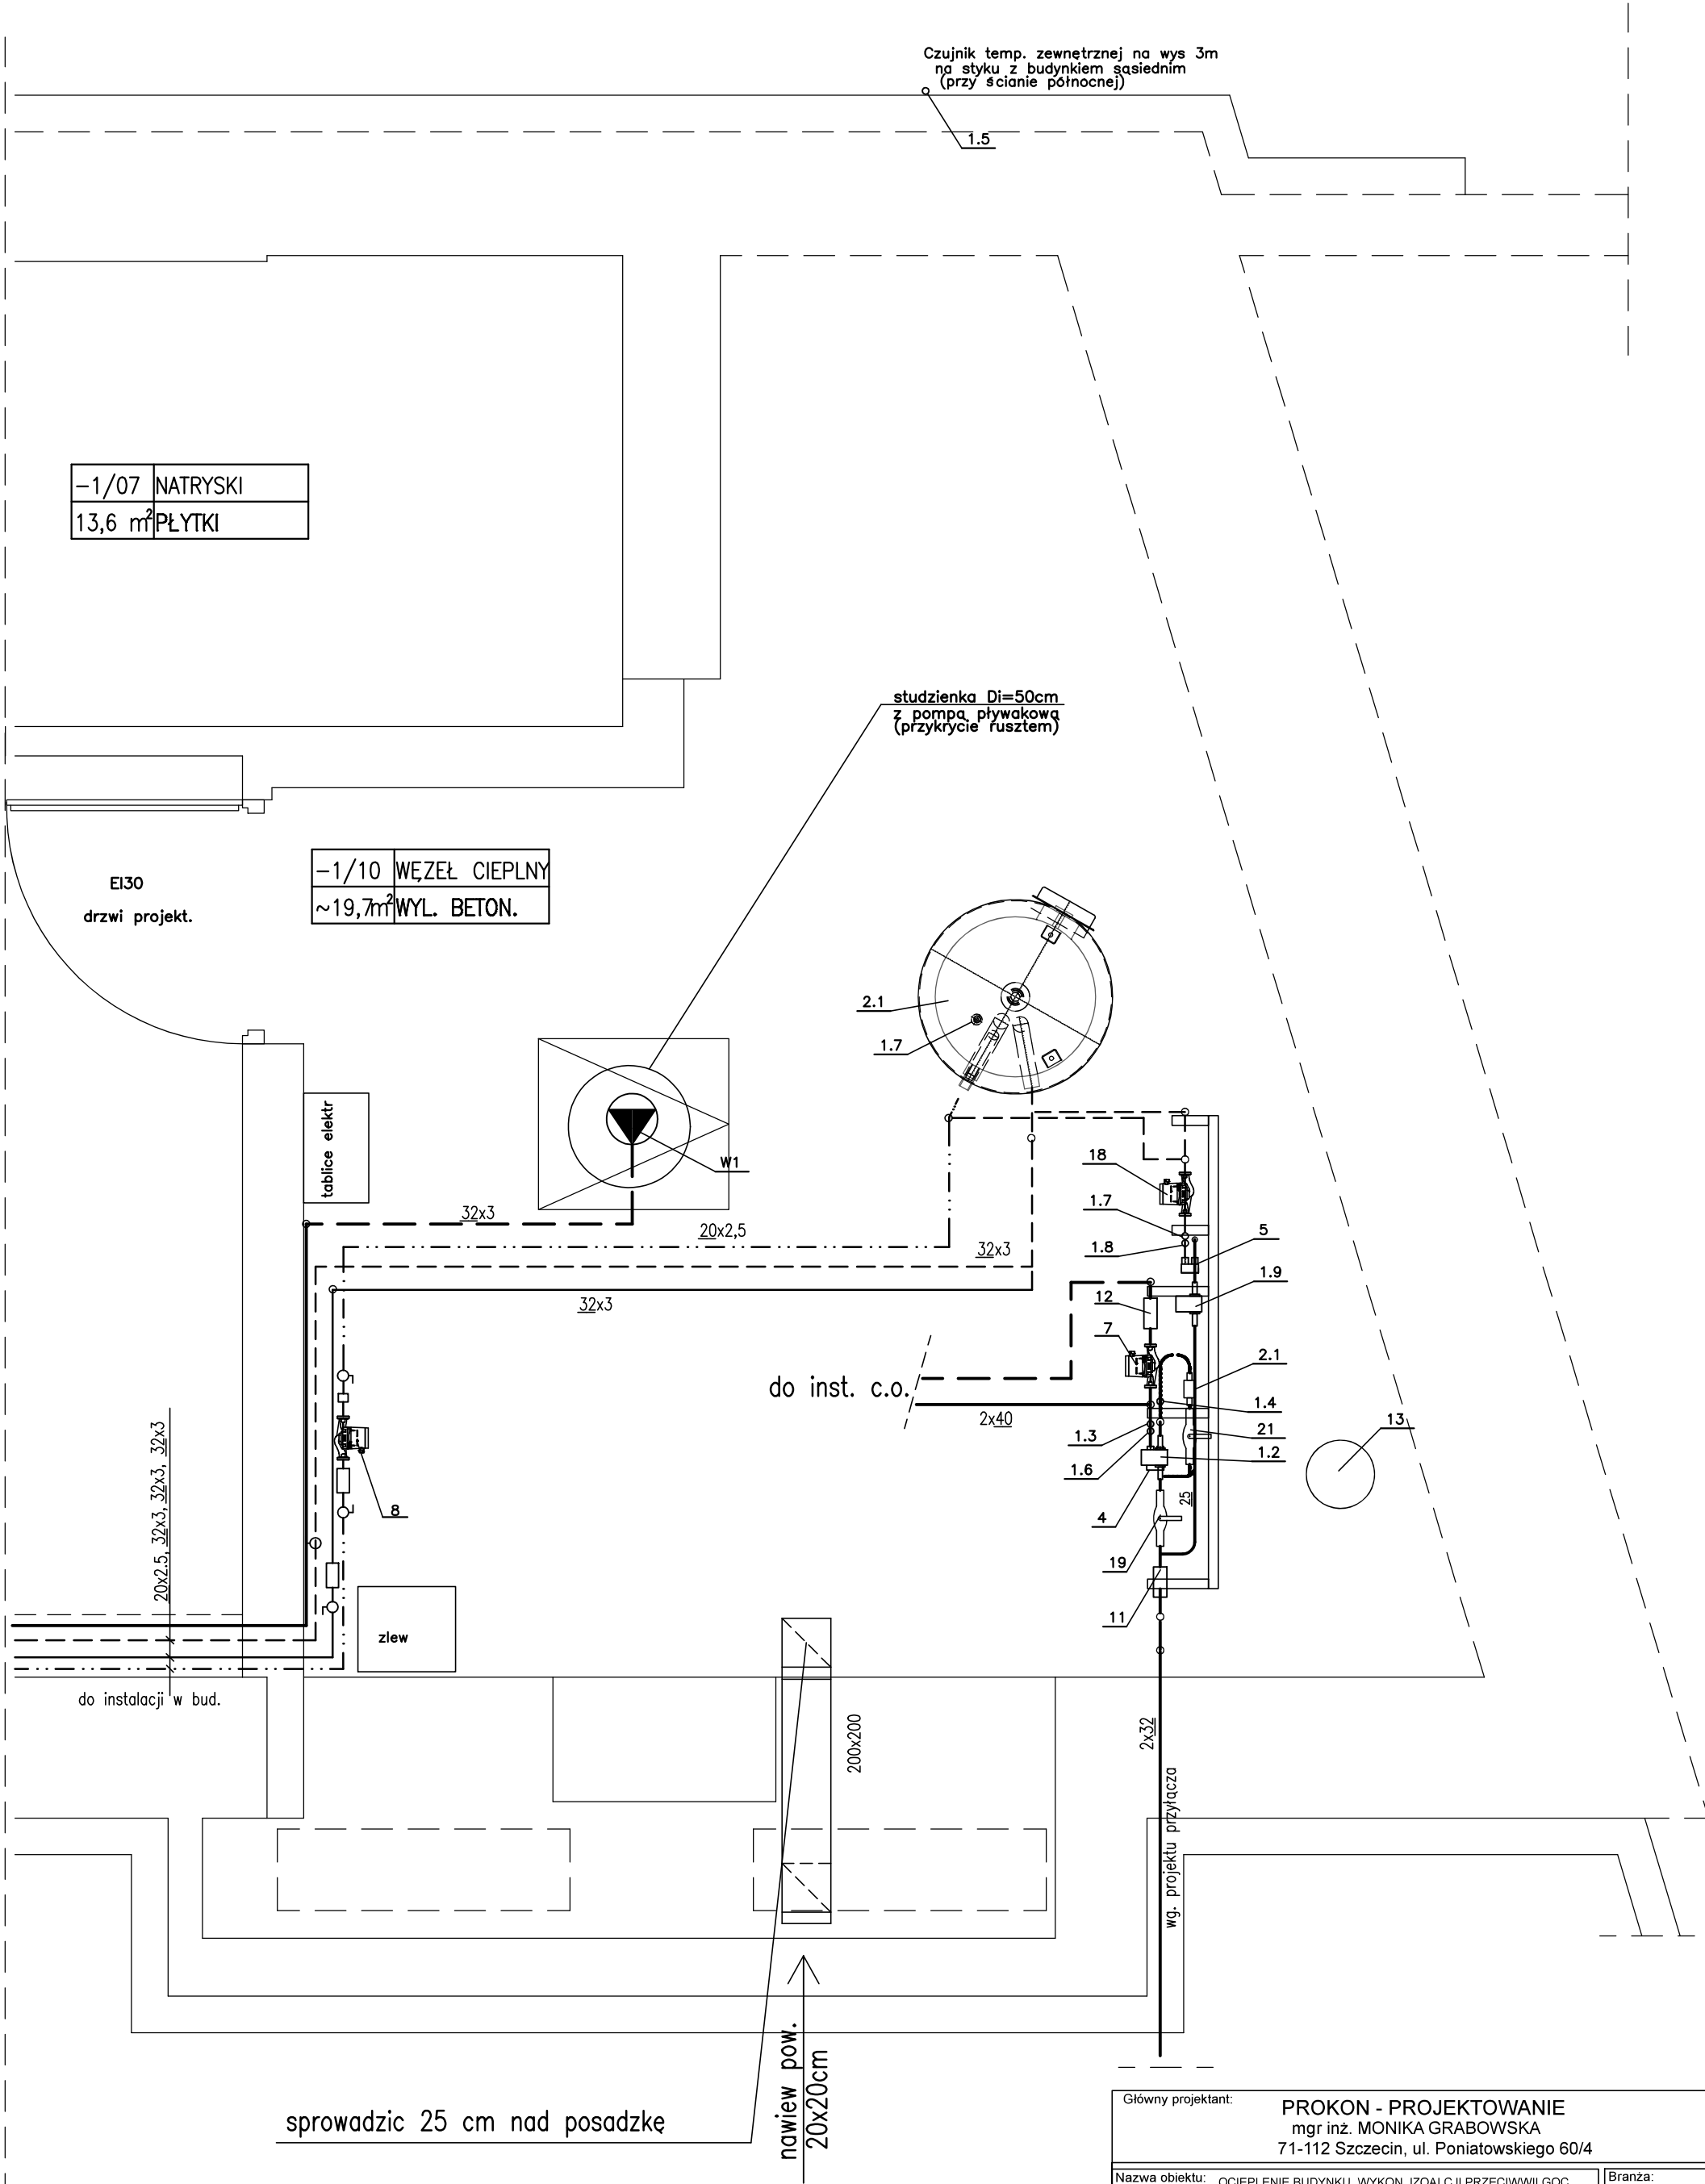 Czujnik temp. zewnętrznej na wys 3m
na styku z budynkiem sąsiednim
(przy ścianie północnej)
1.5
-1/07 NATRYSKI
13,6 m² PŁYTKI
studzienka Di=50cm
z pompą pływakową
(przykrycie rusztem)
EI30
drzwi projekt.
-1/10 WĘZEŁ CIEPLNY
~19,7m² WYL. BETON.
2.1
1.7
tablice elektr
W1
18
1.7
32x3
20x2,5
32x3
1.8
5
1.9
32x3
12
7
2.1
do inst. c.o.
2x40
1.4
1.3
21
13
1.2
1.6
20x2.5, 32x3, 32x3, 32x3
8
25
4
19
11
zlew
do instalacji w bud.
200x200
2x32
wg. projektu przyłącza
nawiew pow.
20x20cm
sprowadzic 25 cm nad posadzkę
Główny projektant:
PROKON - PROJEKTOWANIE
mgr inż. MONIKA GRABOWSKA
71-112 Szczecin, ul. Poniatowskiego 60/4
Nazwa obiektu: OCIEPLENIE BUDYNKU, WYKON. IZOALCJI PRZECIWWILGOC.
Branża: